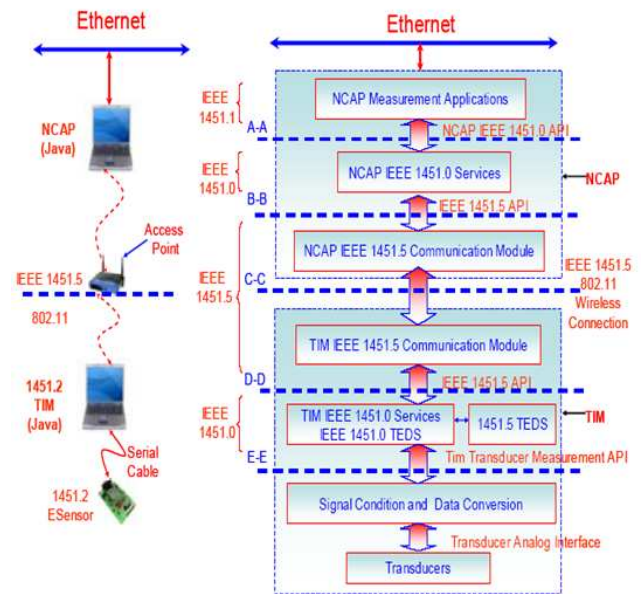 Ethernet
NCAP
(Java)
Access
Point
IEEE 1451.5
802.11
1451.2
TIM
(Java)
Serial
Cable
1451.2
ESensor
Ethernet
IEEE
1451.1
NCAP Measurement Applications
A-A
NCAP IEEE 1451.0 API
IEEE
1451.0
NCAP IEEE 1451.0 Services
NCAP
B-B
IEEE 1451.5 API
NCAP IEEE 1451.5 Communication Module
IEEE
1451.5
C-C
IEEE 1451.5
802.11
Wireless
Connection
TIM IEEE 1451.5 Communication Module
D-D
IEEE 1451.5 API
IEEE
1451.0
TIM IEEE 1451.0 Services
IEEE 1451.0 TEDS
1451.5 TEDS
TIM
E-E
Tim Transducer Measurement API
Signal Condition and Data Conversion
Transducer Analog Interface
Transducers